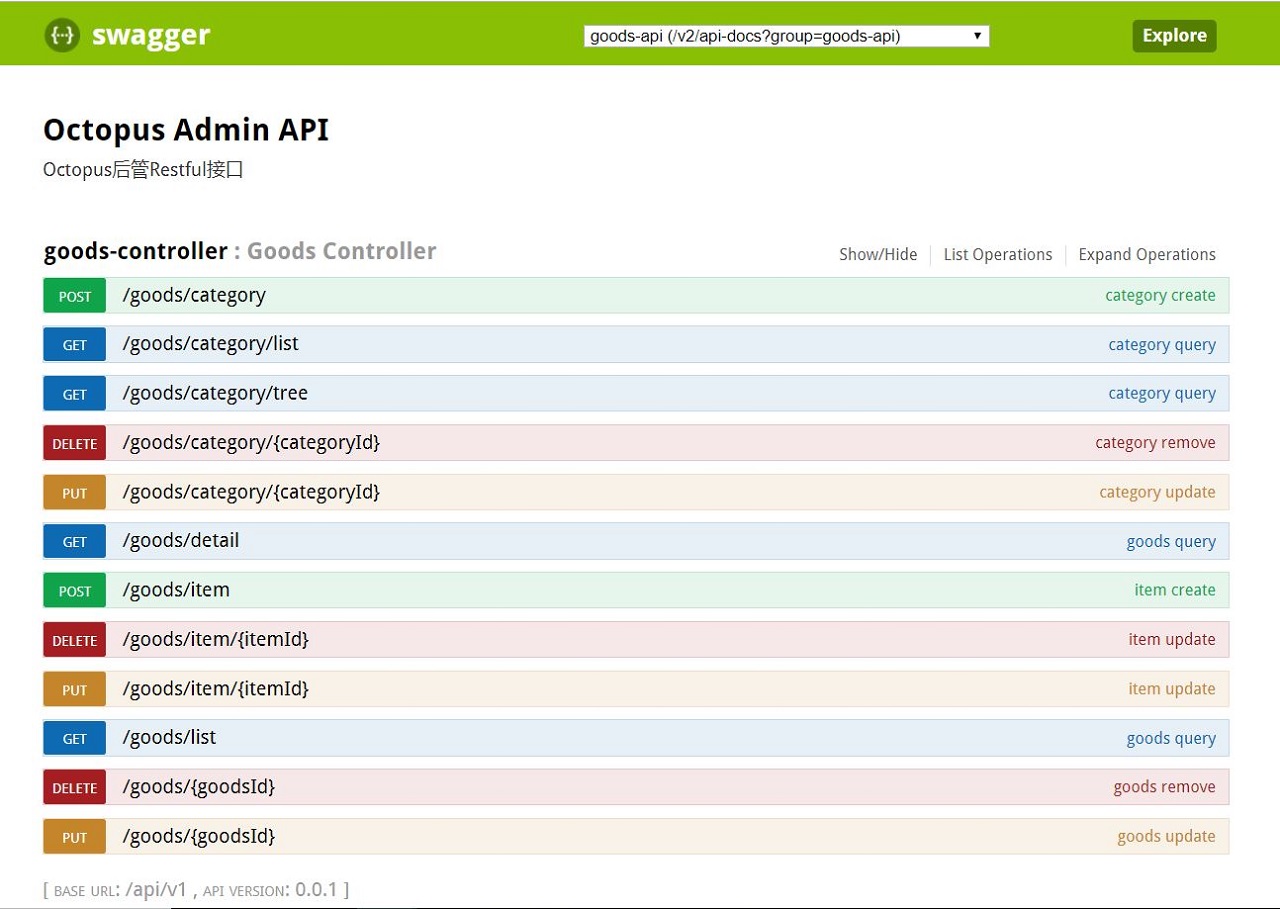 {···} swagger goods-api (/v2/api-docs?group=goods-api) Explore
Octopus Admin API
Octopus后管Restful接口
goods-controller : Goods Controller Show/Hide List Operations Expand Operations
POST /goods/category category create
GET /goods/category/list category query
GET /goods/category/tree category query
DELETE /goods/category/{categoryId} category remove
PUT /goods/category/{categoryId} category update
GET /goods/detail goods query
POST /goods/item item create
DELETE /goods/item/{itemId} item update
PUT /goods/item/{itemId} item update
GET /goods/list goods query
DELETE /goods/{goodsId} goods remove
PUT /goods/{goodsId} goods update
[ BASE URL: /api/v1 , API VERSION: 0.0.1 ]